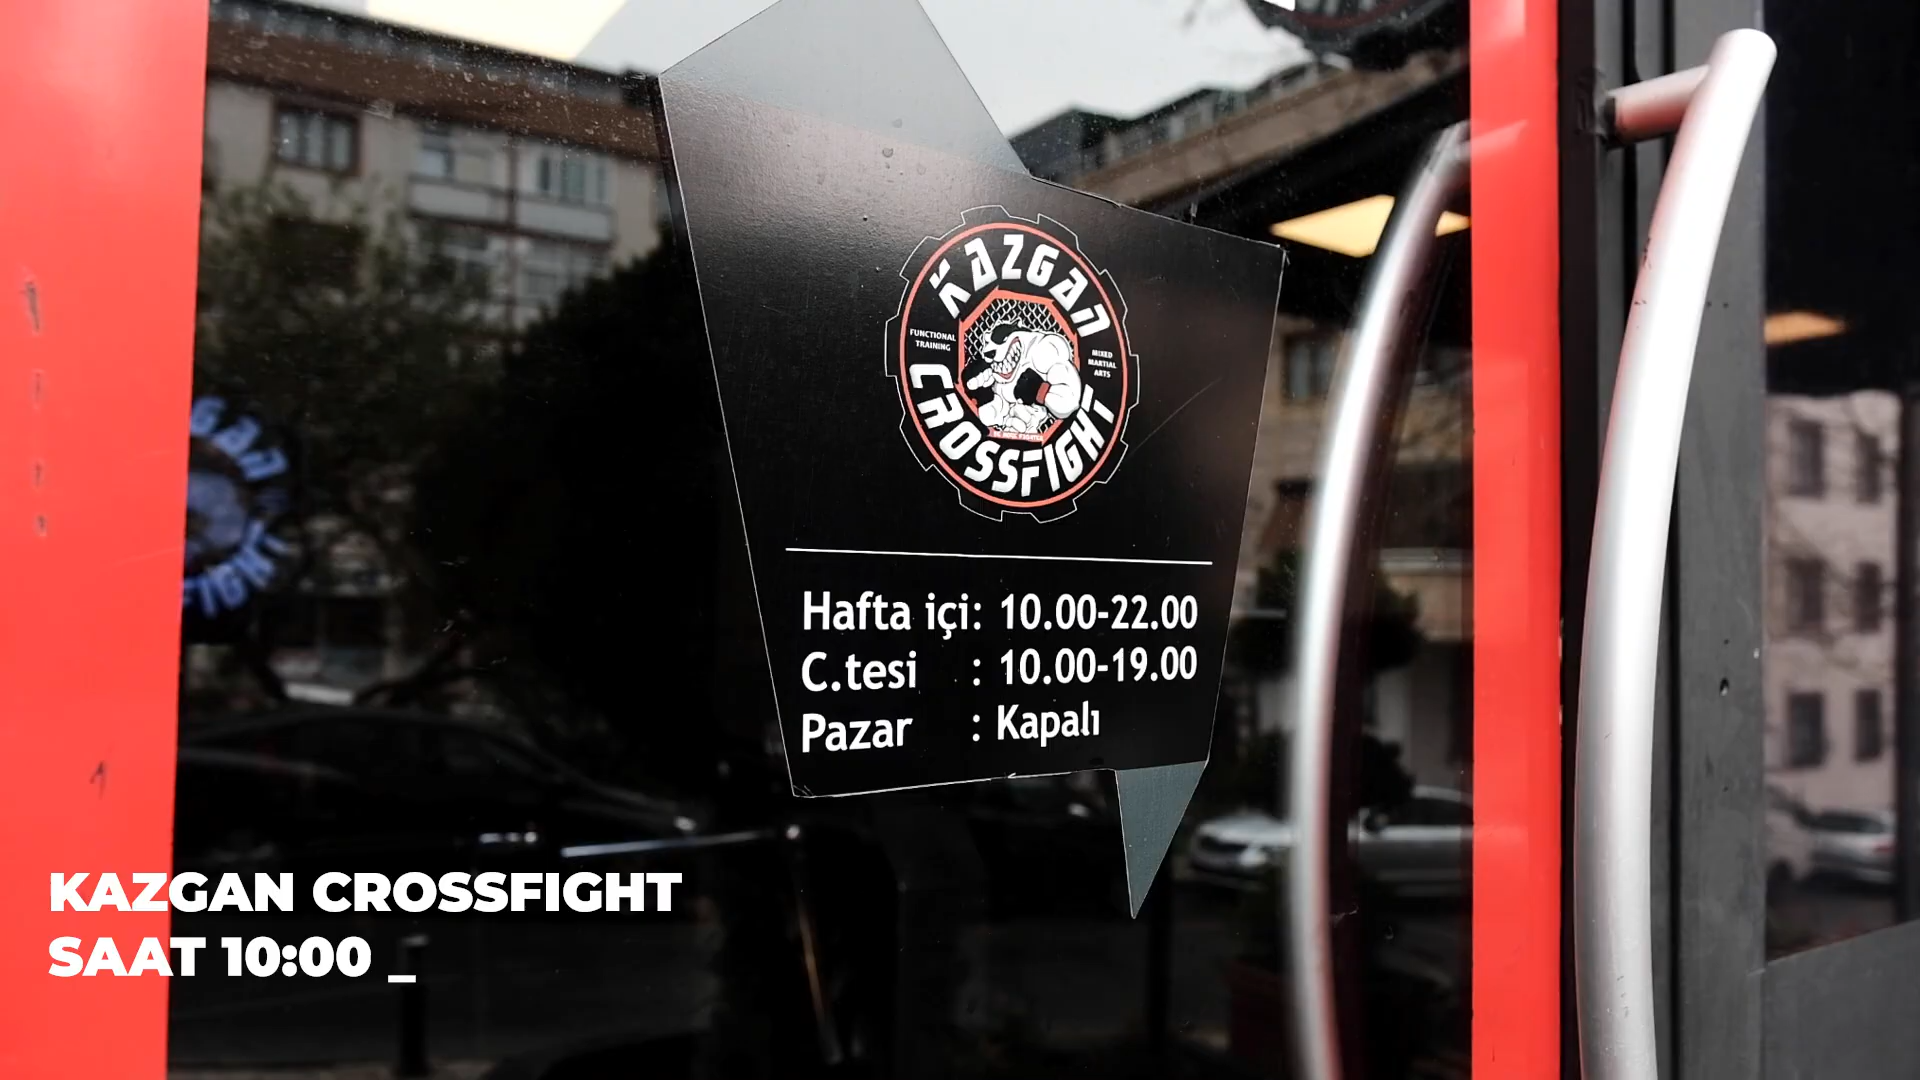 KAZGAN
FUNCTIONAL
TRAINING
MIXED
MARTIAL
ARTS
CROSSFIGHT
Hafta içi: 10.00-22.00
C.tesi : 10.00-19.00
Pazar : Kapalı
KAZGAN CROSSFIGHT
SAAT 10:00 _